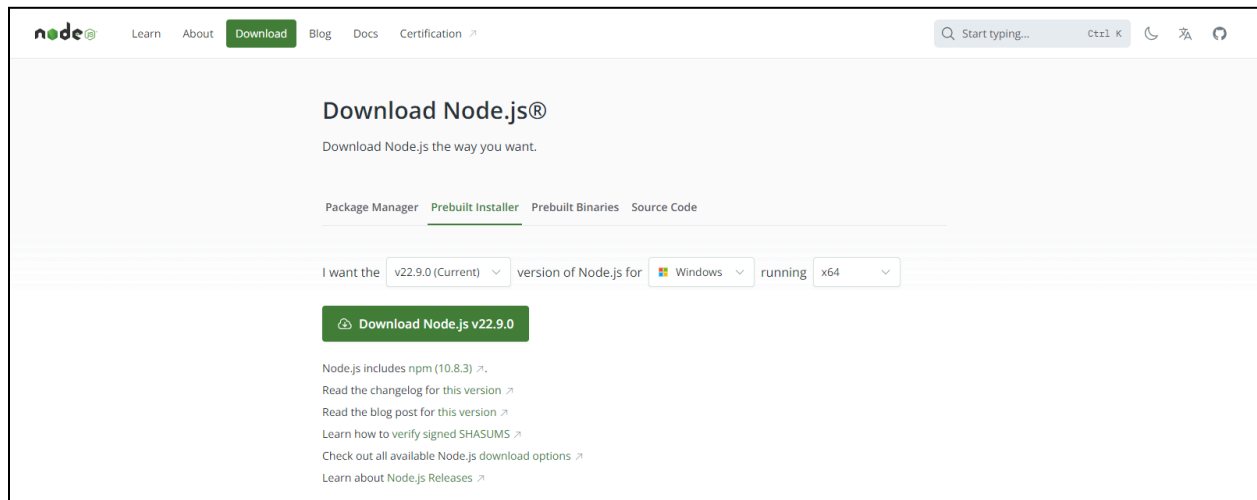 node JS Learn About Download Blog Docs Certification Start typing... Ctrl K
Download Node.js®
Download Node.js the way you want.
Package Manager Prebuilt Installer Prebuilt Binaries Source Code
I want the v22.9.0 (Current) version of Node.js for Windows running x64
Download Node.js v22.9.0
Node.js includes npm (10.8.3).
Read the changelog for this version
Read the blog post for this version
Learn how to verify signed SHASUMS
Check out all available Node.js download options
Learn about Node.js Releases